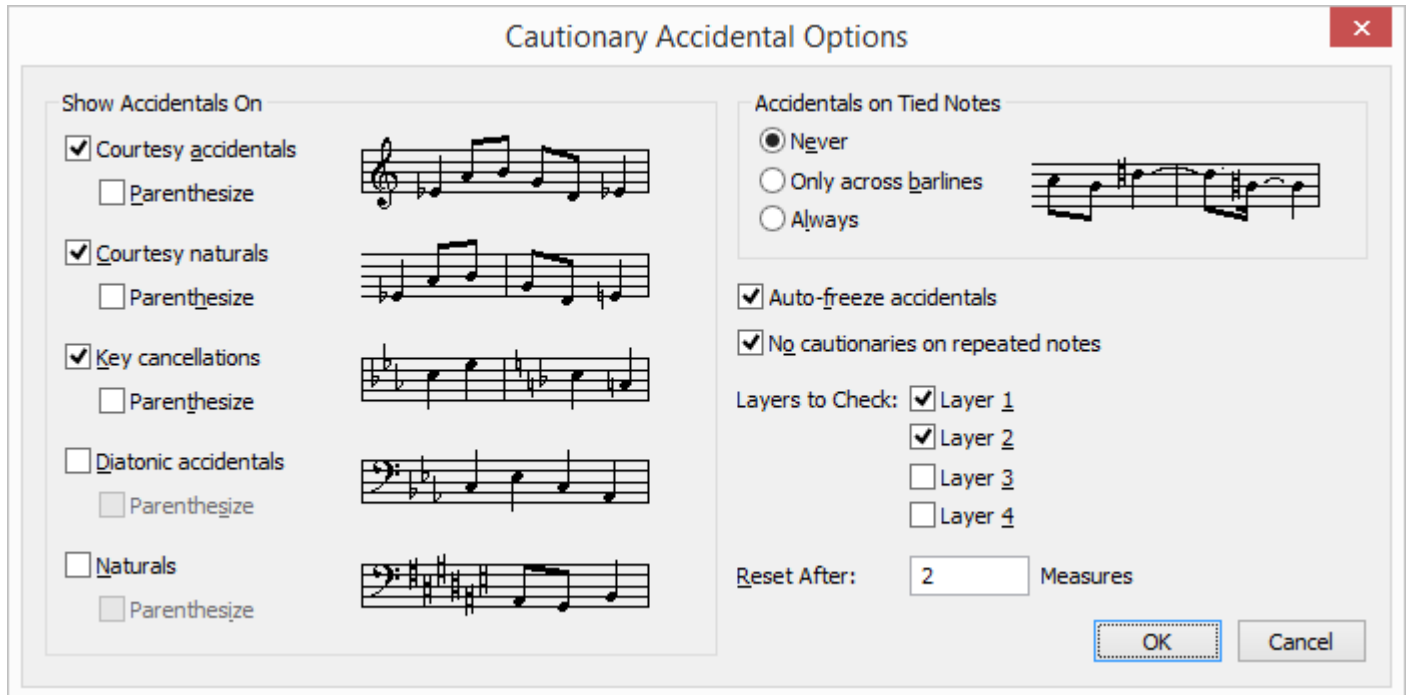 Cautionary Accidental Options
Show Accidentals On
Courtesy accidentals
Parenthesize
Courtesy naturals
Parenthesize
Key cancellations
Parenthesize
Diatonic accidentals
Parenthesize
Naturals
Parenthesize
Accidentals on Tied Notes
Never
Only across barlines
Always
Auto-freeze accidentals
No cautionaries on repeated notes
Layers to Check: Layer 1
Layer 2
Layer 3
Layer 4
Reset After: 2 Measures
OK Cancel